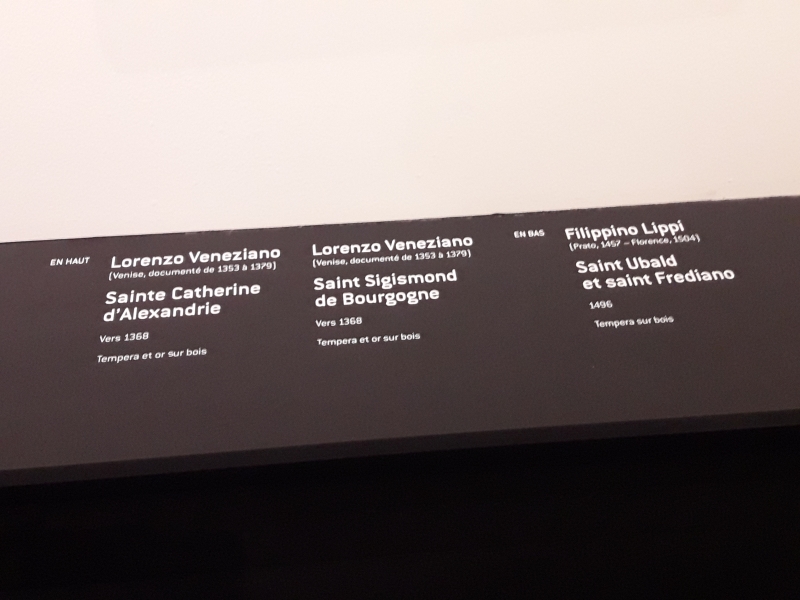 EN HAUT
Lorenzo Veneziano
(Venise, documenté de 1353 à 1379)
Sainte Catherine
d'Alexandrie
Vers 1368
Tempera et or sur bois
Lorenzo Veneziano
(Venise, documenté de 1353 à 1379)
Saint Sigismond
de Bourgogne
Vers 1368
Tempera et or sur bois
EN BAS
Filippino Lippi
(Prato, 1457 – Florence, 1504)
Saint Ubald
et saint Frediano
1496
Tempera sur bois